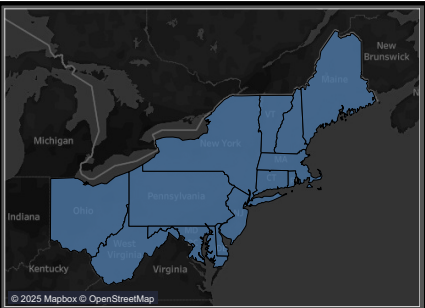 New
Brunswick
Maine
VT
Michigan
New York
MA
CT
Pennsylvania
Ohio
Indiana
MD
West
Virginia
Kentucky
Virginia
© 2025 Mapbox © OpenStreetMap